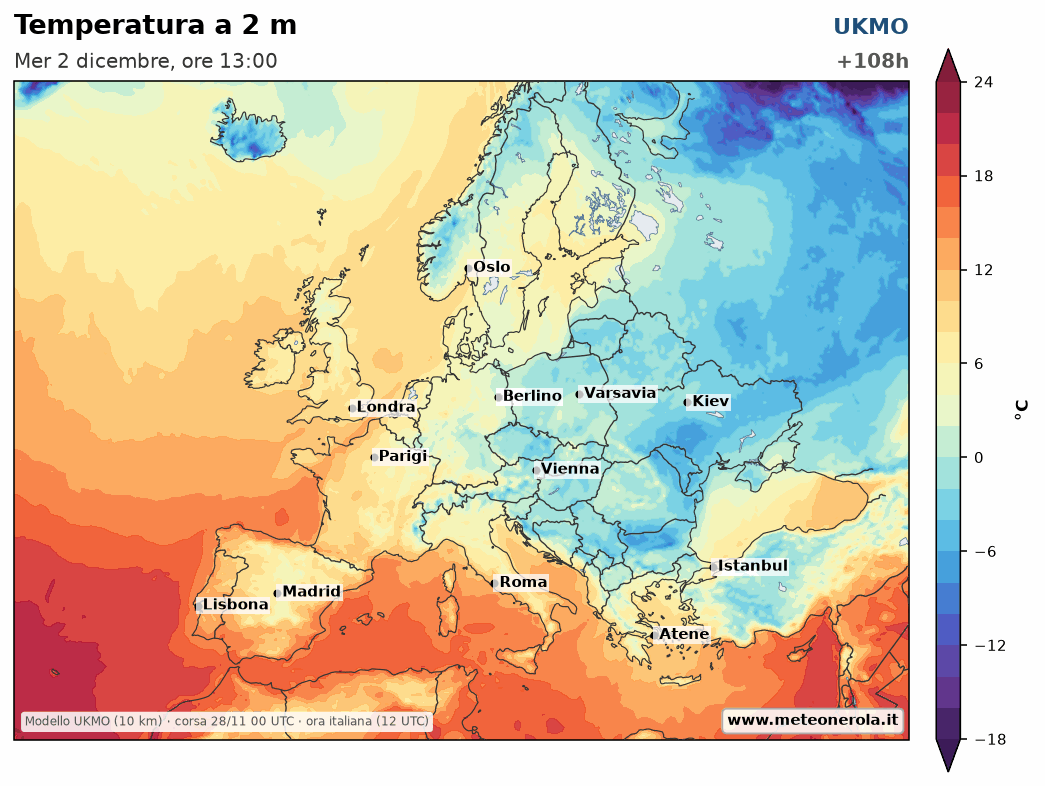 Temperatura a 2 m
UKMO
Mer 2 dicembre, ore 13:00
+108h
24
18
12
6
0
−6
−12
−18
°C
Oslo
Berlino
Varsavia
Kiev
Londra
Parigi
Vienna
Istanbul
Roma
Madrid
Lisbona
Atene
Modello UKMO (10 km) · corsa 28/11 00 UTC · ora italiana (12 UTC)
www.meteonerola.it